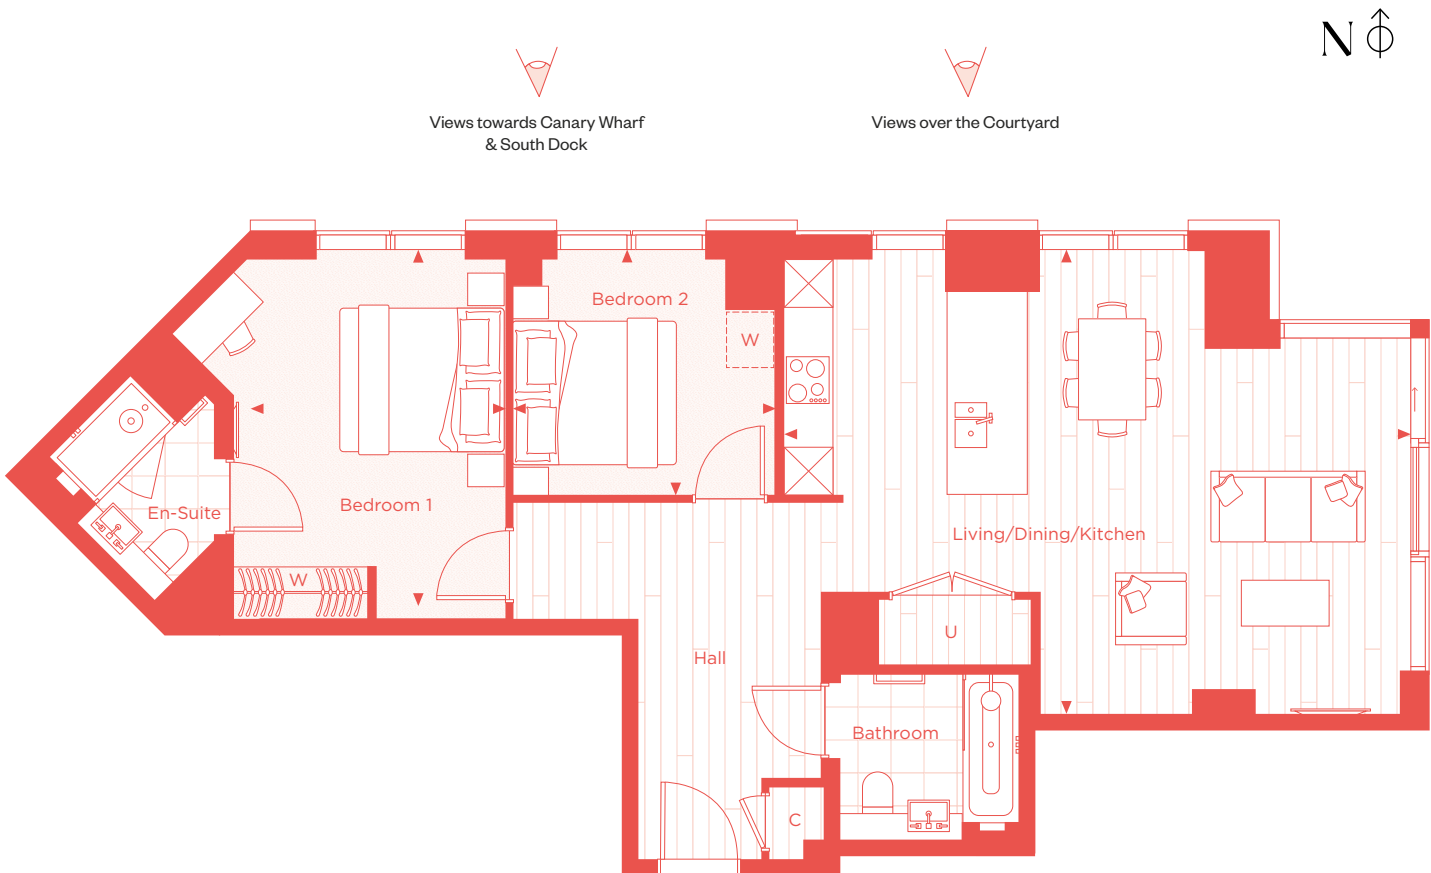 N
Views towards Canary Wharf
& South Dock
Views over the Courtyard
Bedroom 2
W
Bedroom 1
En-Suite
Living/Dining/Kitchen
W
U
Hall
Bathroom
C